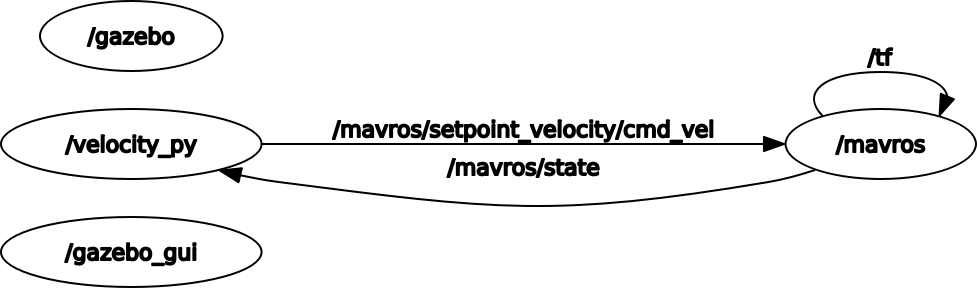 /gazebo
/tf
/velocity_py
/mavros/setpoint_velocity/cmd_vel
/mavros
/mavros/state
/gazebo_gui